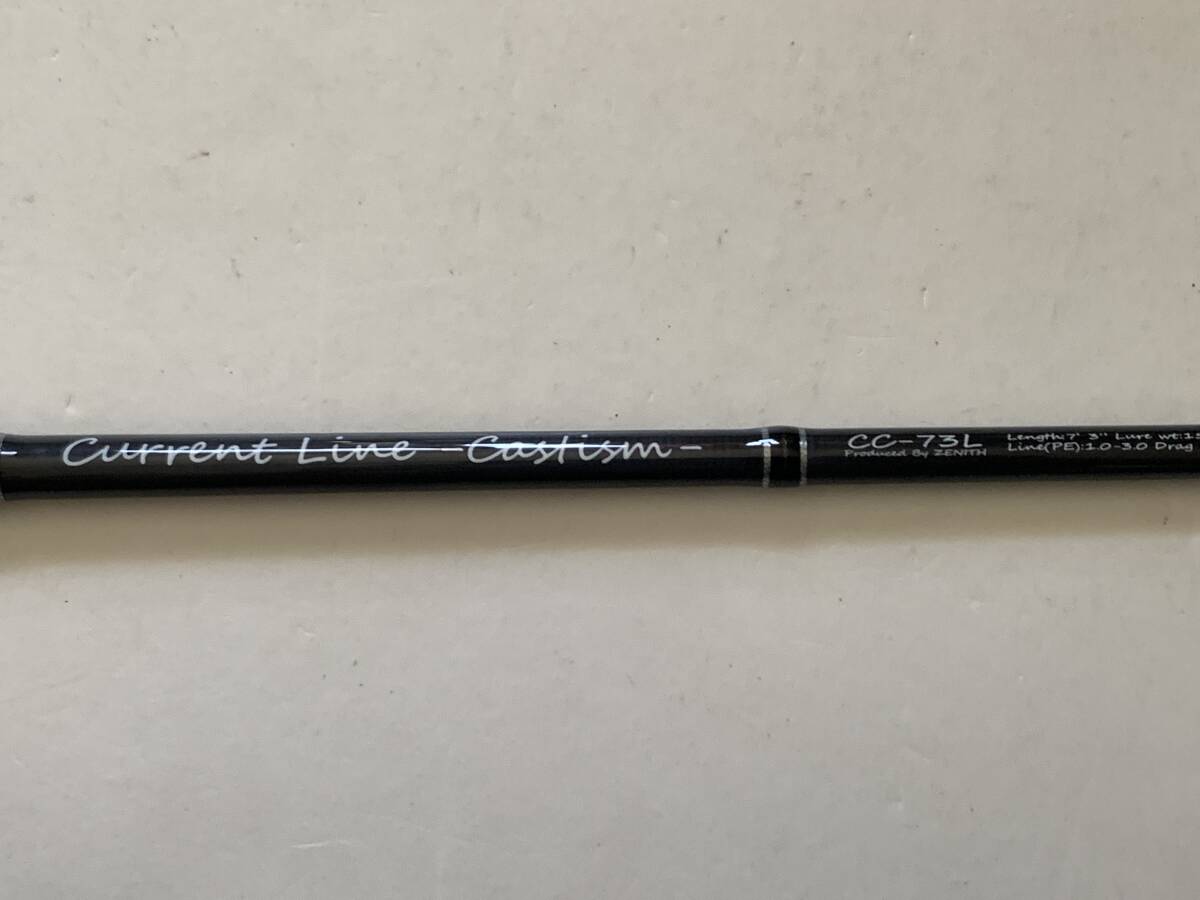 Current Line -Castism-
CC-73L
Produced By ZENITH
Length:7' 3" Lure wt:
Line(PE):1.0-3.0 Drag